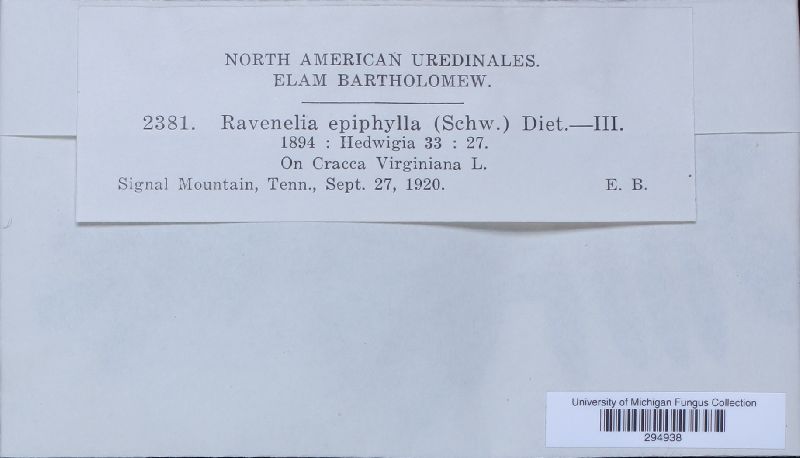 NORTH AMERICAN UREDINALES.
ELAM BARTHOLOMEW.
2381. Ravenelia epiphylla (Schw.) Diet.—III.
1894 : Hedwigia 33 : 27.
On Cracca Virginiana L.
Signal Mountain, Tenn., Sept. 27, 1920. E. B.
University of Michigan Fungus Collection
294938